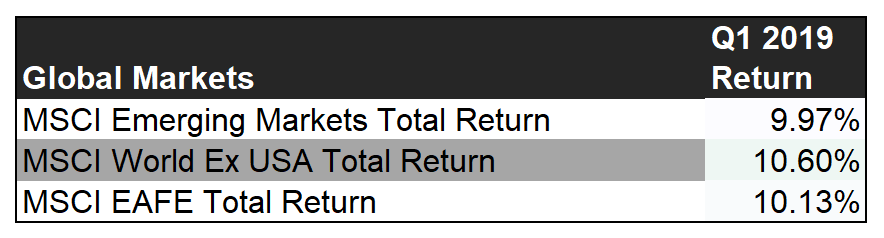 Global Markets Q1 2019 Return
MSCI Emerging Markets Total Return 9.97%
MSCI World Ex USA Total Return 10.60%
MSCI EAFE Total Return 10.13%